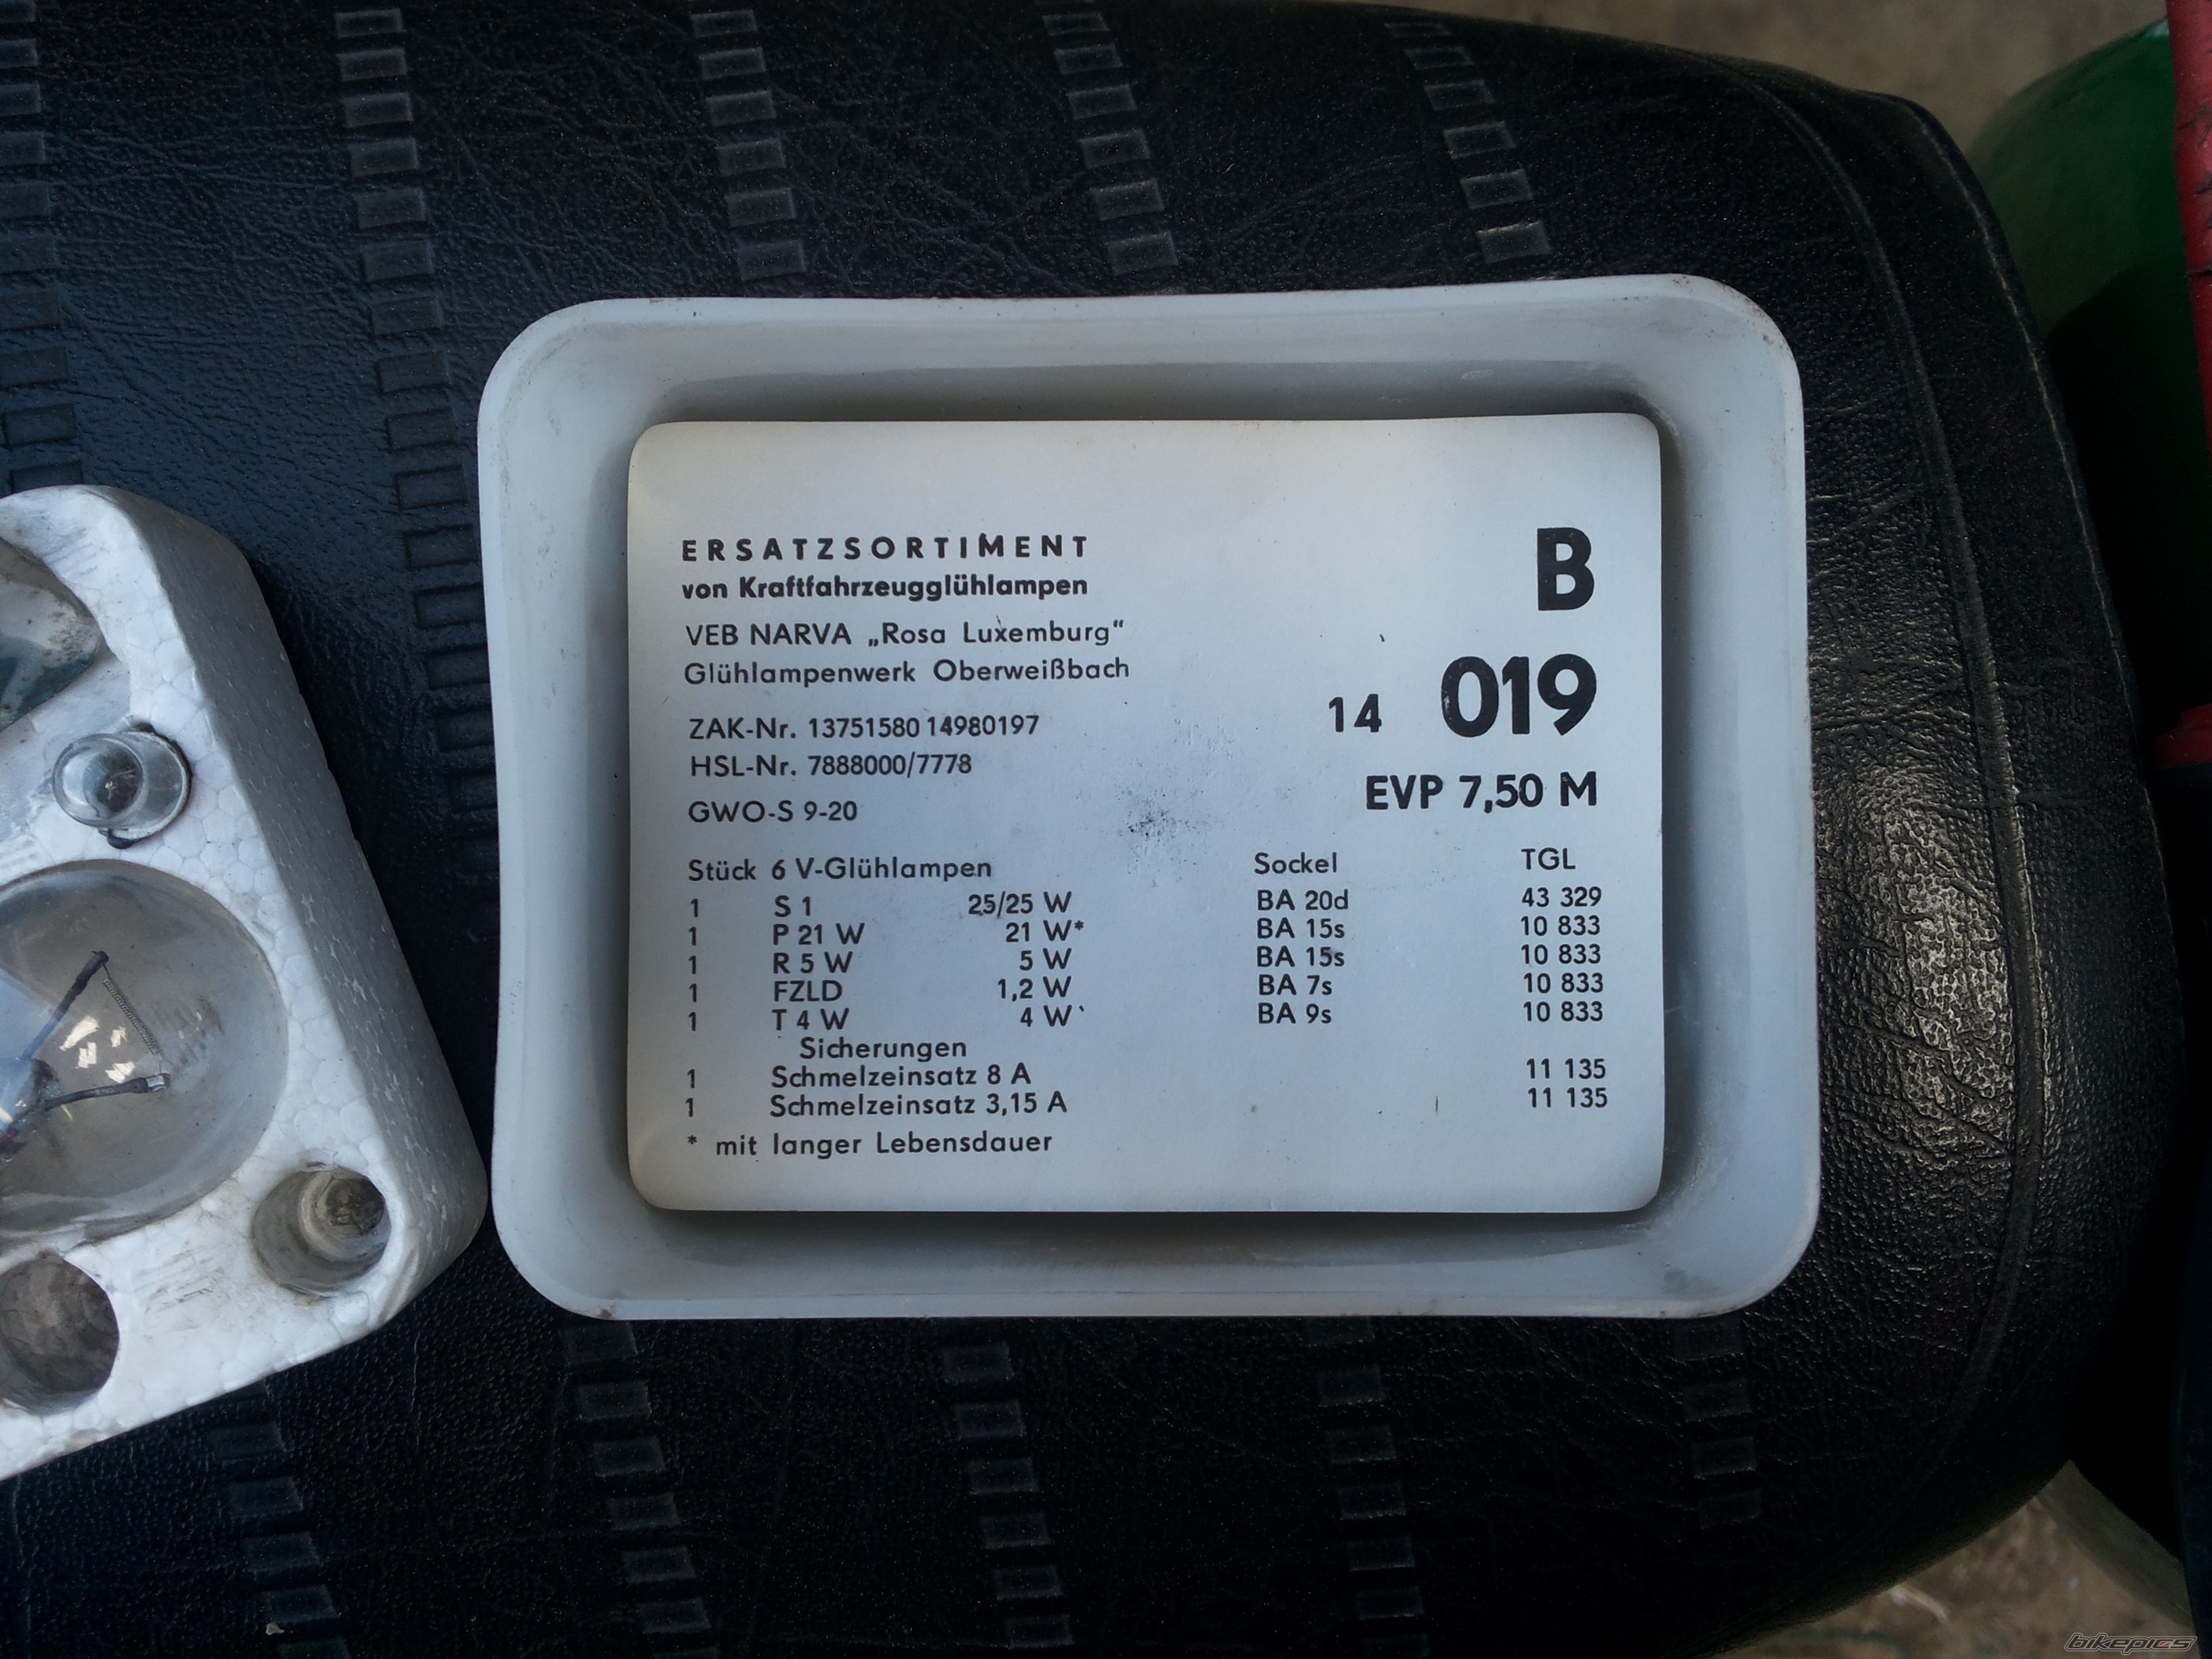 ERSATZSORTIMENT
von Kraftfahrzeugglühlampen
VEB NARVA „Rosa Luxemburg“
Glühlampenwerk Oberweißbach
ZAK-Nr. 13751580 14980197
HSL-Nr. 7888000/7778
GWO-S 9-20
B
14 019
EVP 7,50 M
Stück 6 V-Glühlampen Sockel TGL
1 S 1 25/25 W BA 20d 43 329
1 P 21 W 21 W* BA 15s 10 833
1 R 5 W 5 W BA 15s 10 833
1 FZLD 1,2 W BA 7s 10 833
1 T 4 W 4 W BA 9s 10 833
Sicherungen
1 Schmelzeinsatz 8 A 11 135
1 Schmelzeinsatz 3,15 A 11 135
* mit langer Lebensdauer
bikepics